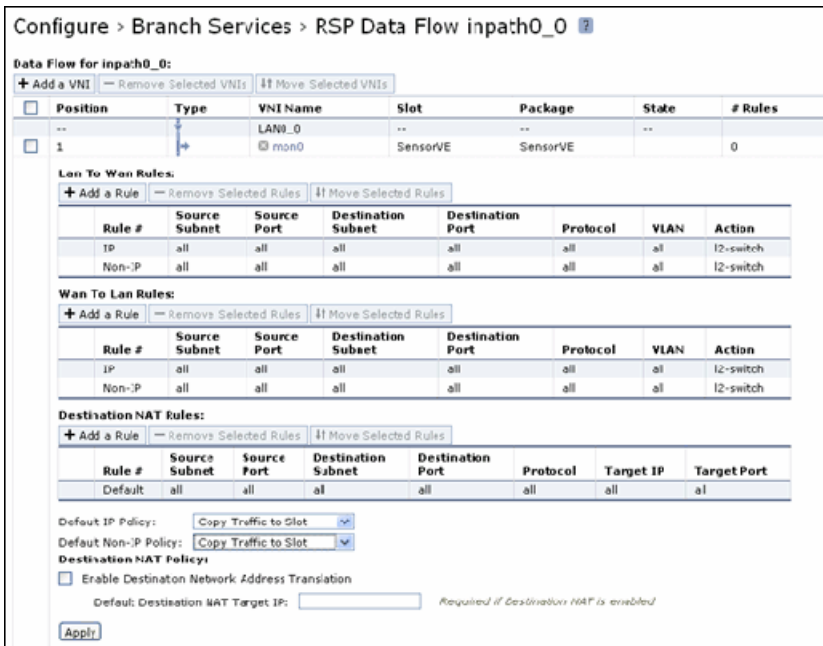 Configure > Branch Services > RSP Data Flow inpath0_0 ?
Data Flow for inpath0_0:
+ Add a VNI — Remove Selected VNIs ↓↑ Move Selected VNIs
Position Type VNI Name Slot Package State # Rules
-- LAN0_0 -- -- --
1 mon0 SensorVE SensorVE 0
Lan To Wan Rules:
+ Add a Rule — Remove Selected Rules ↓↑ Move Selected Rules
Rule # Source Subnet Source Port Destination Subnet Destination Port Protocol VLAN Action
IP all all all all all all l2-switch
Non-IP all all all all all all l2-switch
Wan To Lan Rules:
+ Add a Rule — Remove Selected Rules ↓↑ Move Selected Rules
Rule # Source Subnet Source Port Destination Subnet Destination Port Protocol VLAN Action
IP all all all all all all l2-switch
Non-IP all all all all all all l2-switch
Destination NAT Rules:
+ Add a Rule — Remove Selected Rules ↓↑ Move Selected Rules
Rule # Source Subnet Source Port Destination Subnet Destination Port Protocol Target IP Target Port
Default all all all all all all all
Default IP Policy: Copy Traffic to Slot
Default Non-IP Policy: Copy Traffic to Slot
Destination NAT Policy:
Enable Destination Network Address Translation
Default Destination NAT Target IP: Required if Destination NAT is enabled
Apply